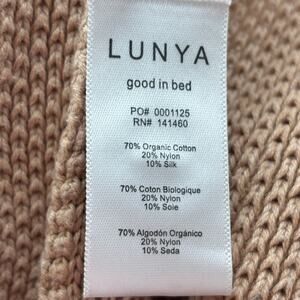 LUNYA
good in bed
PO# 0001125
RN# 141460
70% Organic Cotton
20% Nylon
10% Silk
70% Coton Biologique
20% Nylon
10% Soie
70% Algodón Orgánico
20% Nylon
10% Seda